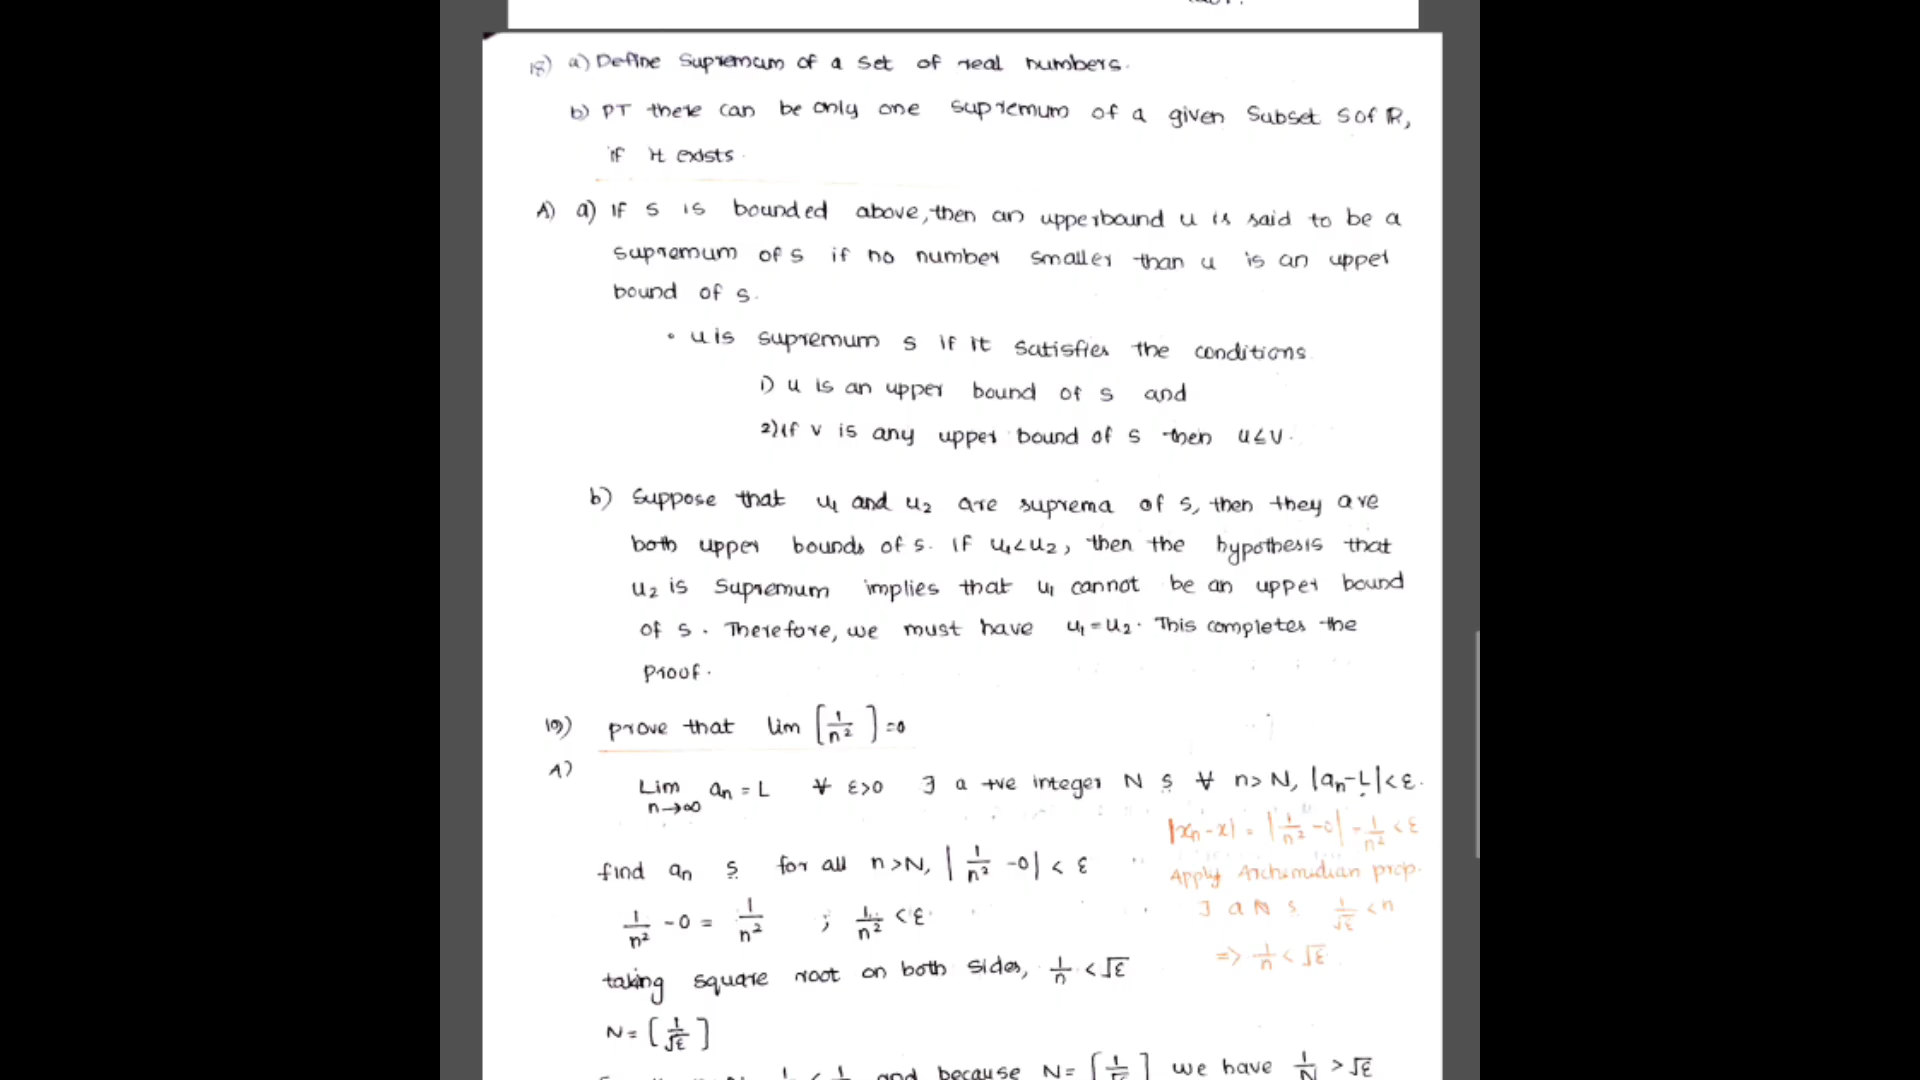 18) a) Define Supremum of a set of real numbers.
b) PT there can be only one supremum of a given Subset S of ℝ,
if it exists.
A) a) If s is bounded above, then an upperbound u is said to be a
supremum of s if no number smaller than u is an upper
bound of s.
• u is supremum s if it satisfies the conditions.
1) u is an upper bound of s and
2) if v is any upper bound of s then u≤v.
b) Suppose that u₁ and u₂ are suprema of s, then they are
both upper bounds of s. If u₁<u₂, then the hypothesis that
u₂ is Supremum implies that u₁ cannot be an upper bound
of s. Therefore, we must have u₁=u₂. This completes the
proof.
19) prove that lim [1/n²]=0
A)
Lim aₙ = L ∀ ε>0 ∃ a +ve integer N s ∀ n>N, |aₙ-L|<ε.
n→∞
|xₙ-x| = |1/n² -0| - 1/n² < ε
find aₙ s for all n>N, |1/n² -0| < ε
Apply Archimedian prop.
∃ a N s 1/√ε < n
1/n² -0 = 1/n² ; 1/n² < ε
=> 1/n < √ε
taking square root on both sides, 1/n < √ε
N = [1/√ε]
and because N= [1/√ε] we have 1/N > √ε